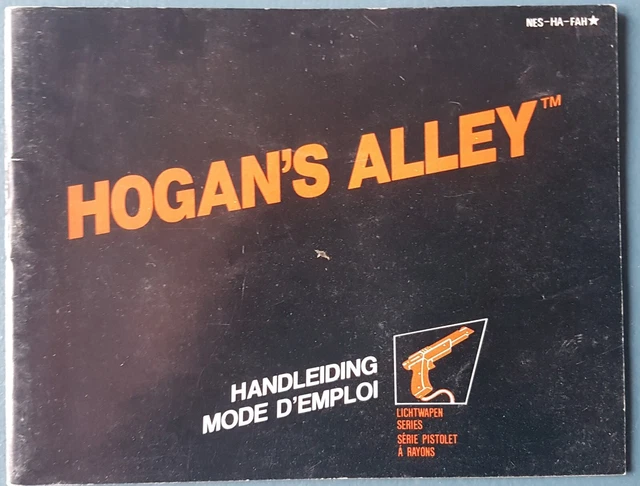 NES-HA-FAH★
HOGAN'S ALLEY™
HANDLEIDING
MODE D'EMPLOI
LICHTWAPEN
SERIES
SÉRIE PISTOLET
À RAYONS